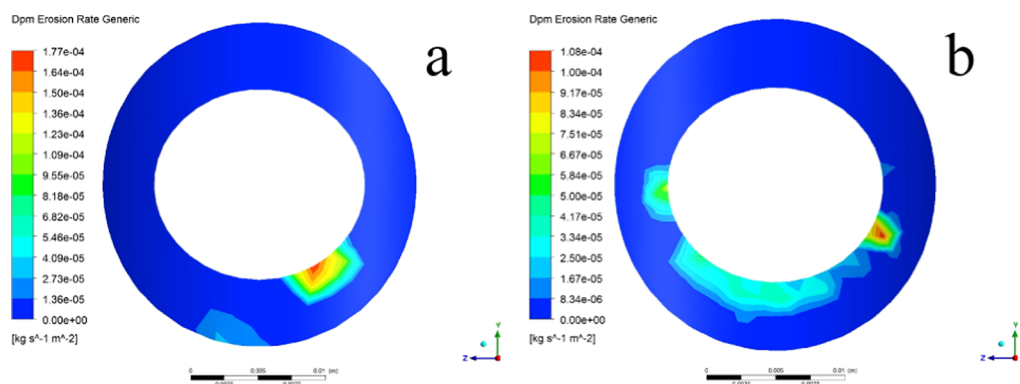 Dpm Erosion Rate Generic
1.77e-04
1.64e-04
1.50e-04
1.36e-04
1.23e-04
1.09e-04
9.55e-05
8.18e-05
6.82e-05
5.46e-05
4.09e-05
2.73e-05
1.36e-05
0.00e+00
[kg s^-1 m^-2]
a
0
0.005
0.01 (m)
Y
Z
Dpm Erosion Rate Generic
1.08e-04
1.00e-04
9.17e-05
8.34e-05
7.51e-05
6.67e-05
5.84e-05
5.00e-05
4.17e-05
3.34e-05
2.50e-05
1.67e-05
8.34e-06
0.00e+00
[kg s^-1 m^-2]
b
0
0.005
0.01 (m)
Y
Z